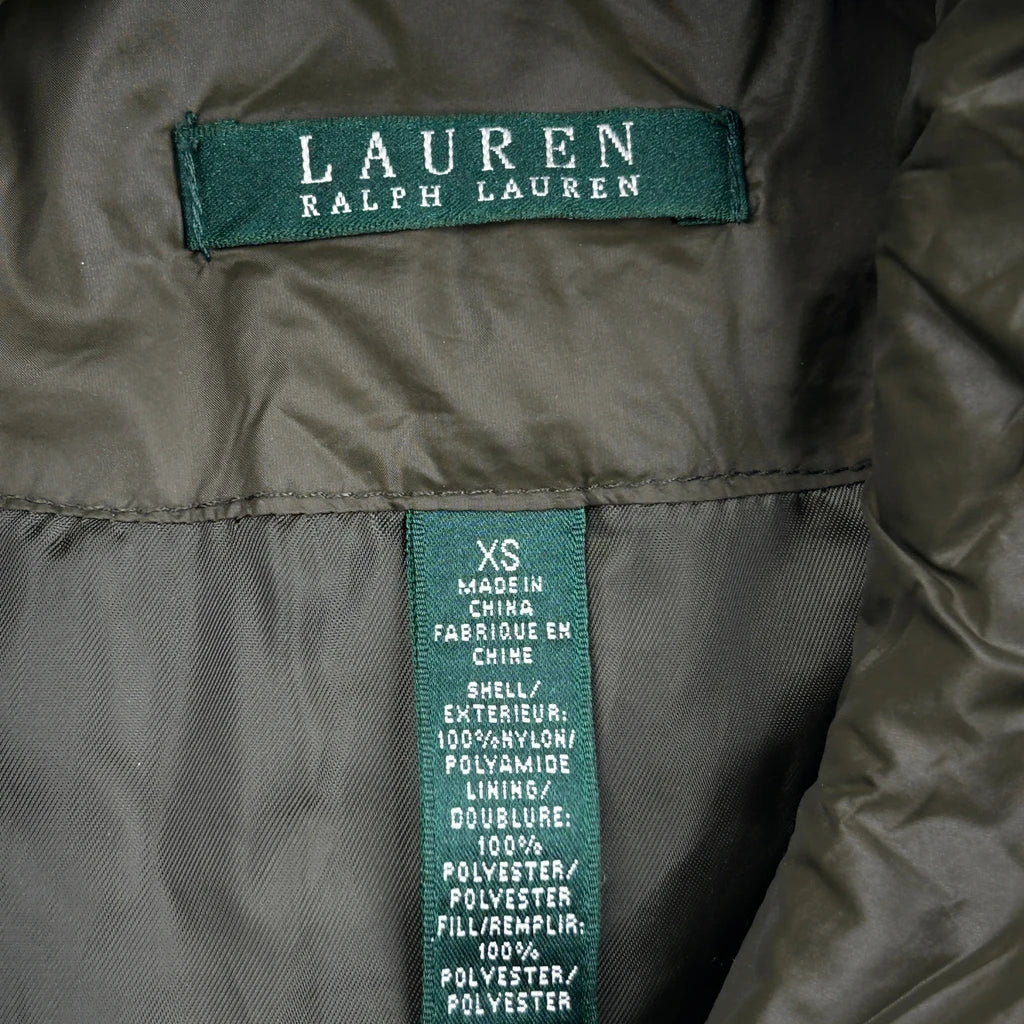 LAUREN
RALPH LAUREN
XS
MADE IN
CHINA
FABRIQUE EN
CHINE
SHELL/
EXTERIEUR:
100%NYLON/
POLYAMIDE
LINING/
DOUBLURE:
100%
POLYESTER/
POLYESTER
FILL/REMPLIR:
100%
POLYESTER/
POLYESTER